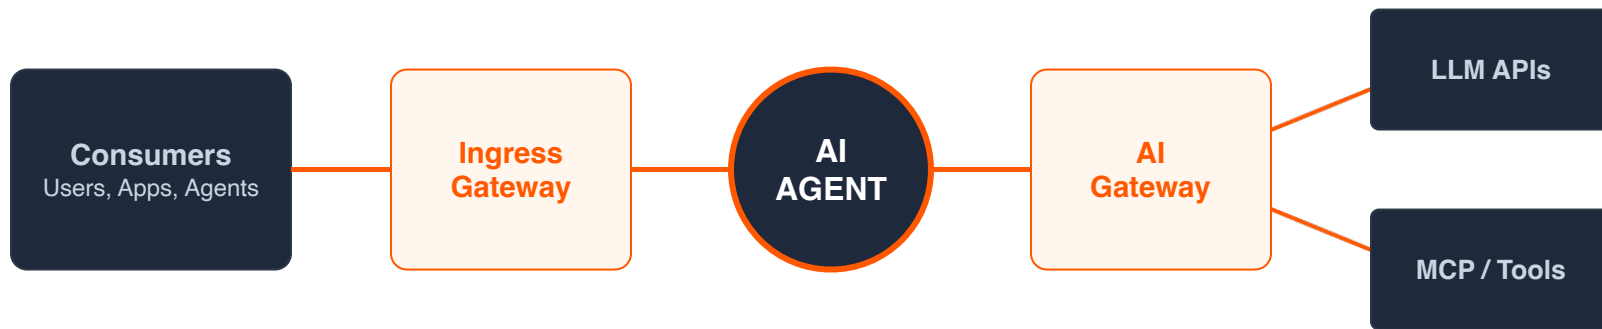 Consumers
Users, Apps, Agents
Ingress
Gateway
AI
AGENT
AI
Gateway
LLM APIs
MCP / Tools